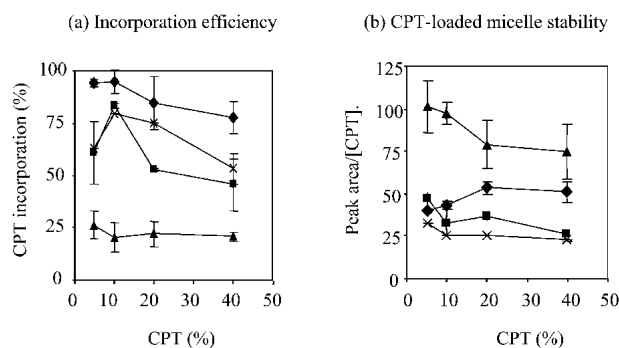 (a) Incorporation efficiency
CPT incorporation (%)
100
75
50
25
0
0 10 20 30 40 50
CPT (%)
(b) CPT-loaded micelle stability
Peak area/[CPT].
125
100
75
50
25
0
0 10 20 30 40 50
CPT (%)